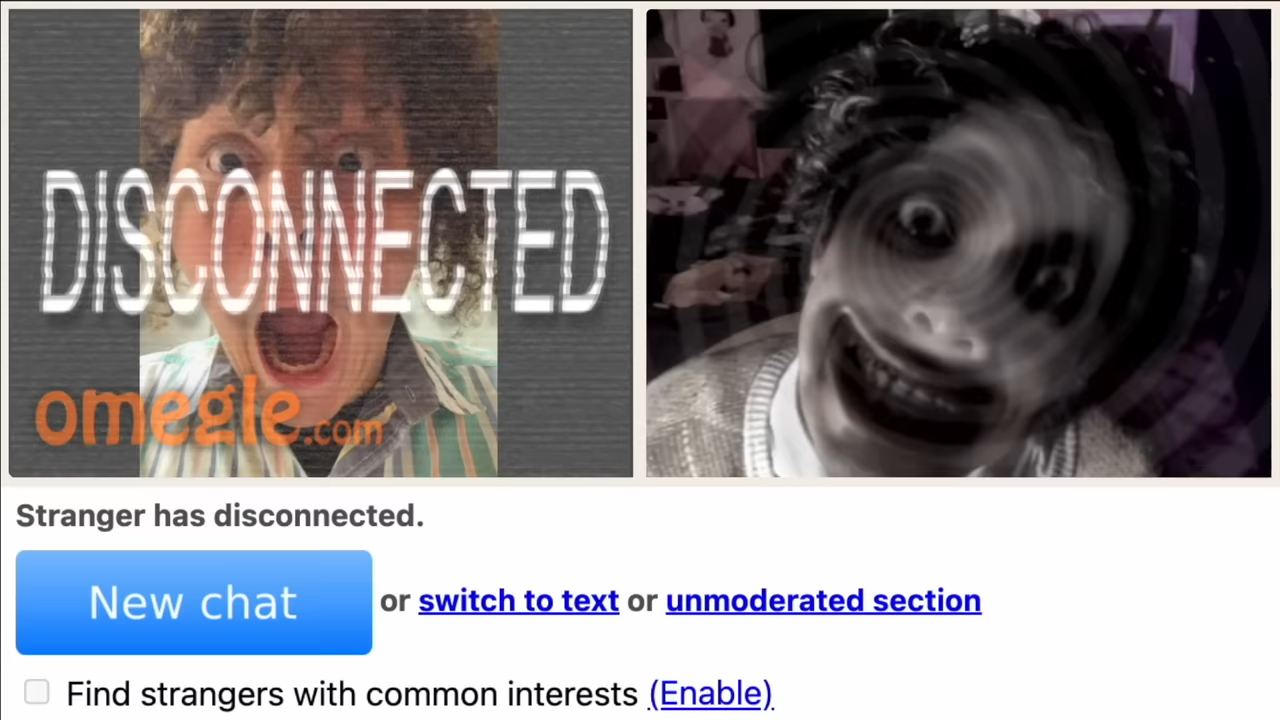 DISCONNECTED
omegle.com
Stranger has disconnected.
New chat or switch to text or unmoderated section
Find strangers with common interests (Enable)